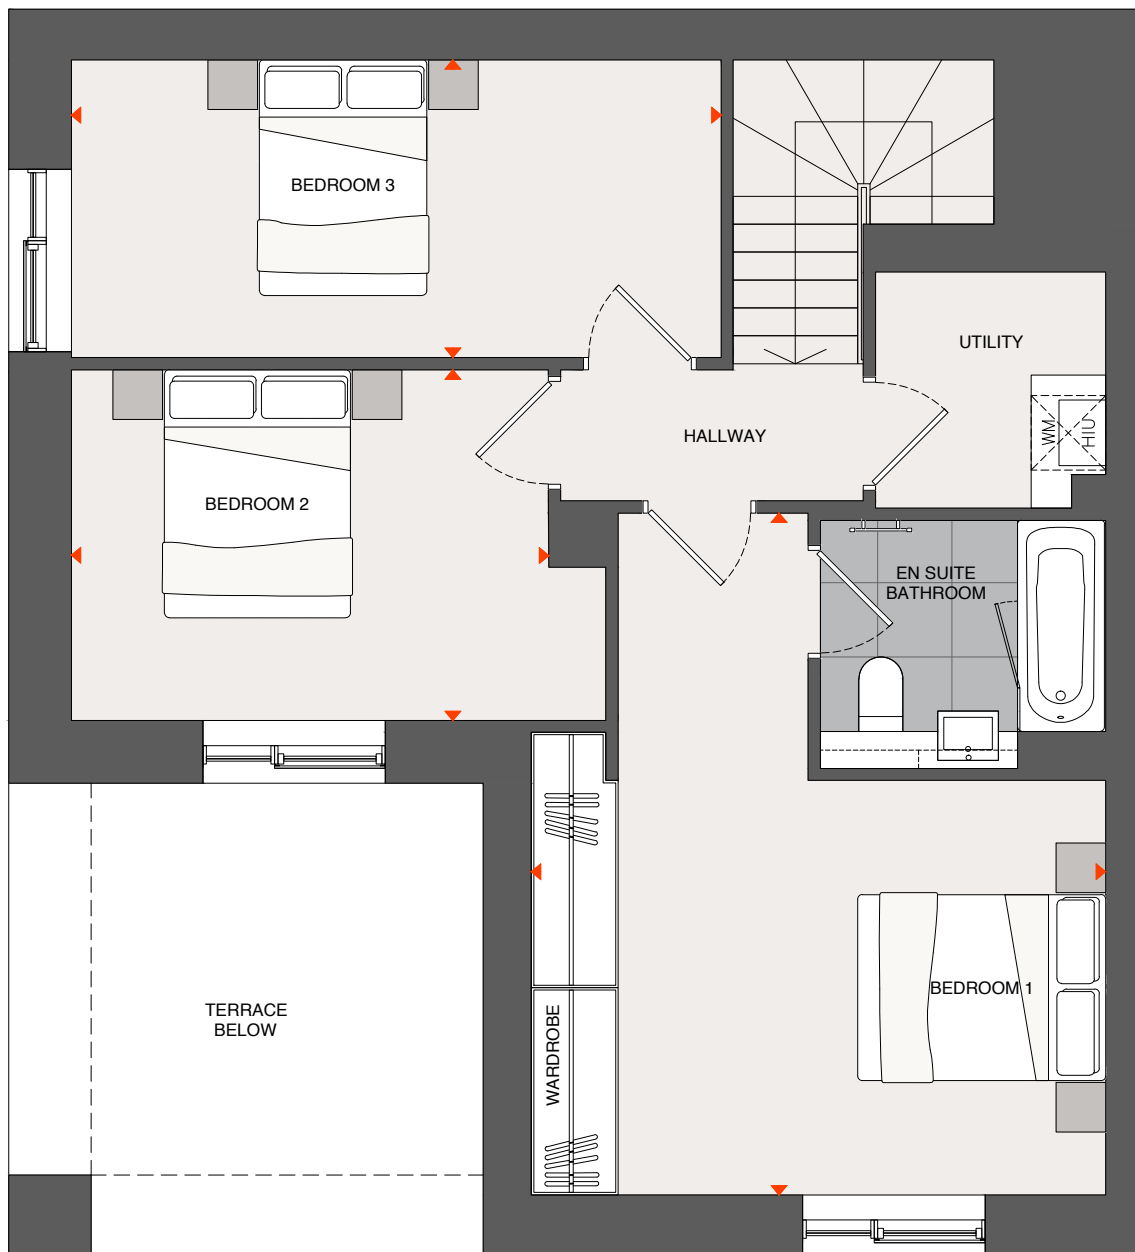 BEDROOM 3
UTILITY
WM
HIU
HALLWAY
BEDROOM 2
EN SUITE
BATHROOM
BEDROOM 1
TERRACE
BELOW
WARDROBE